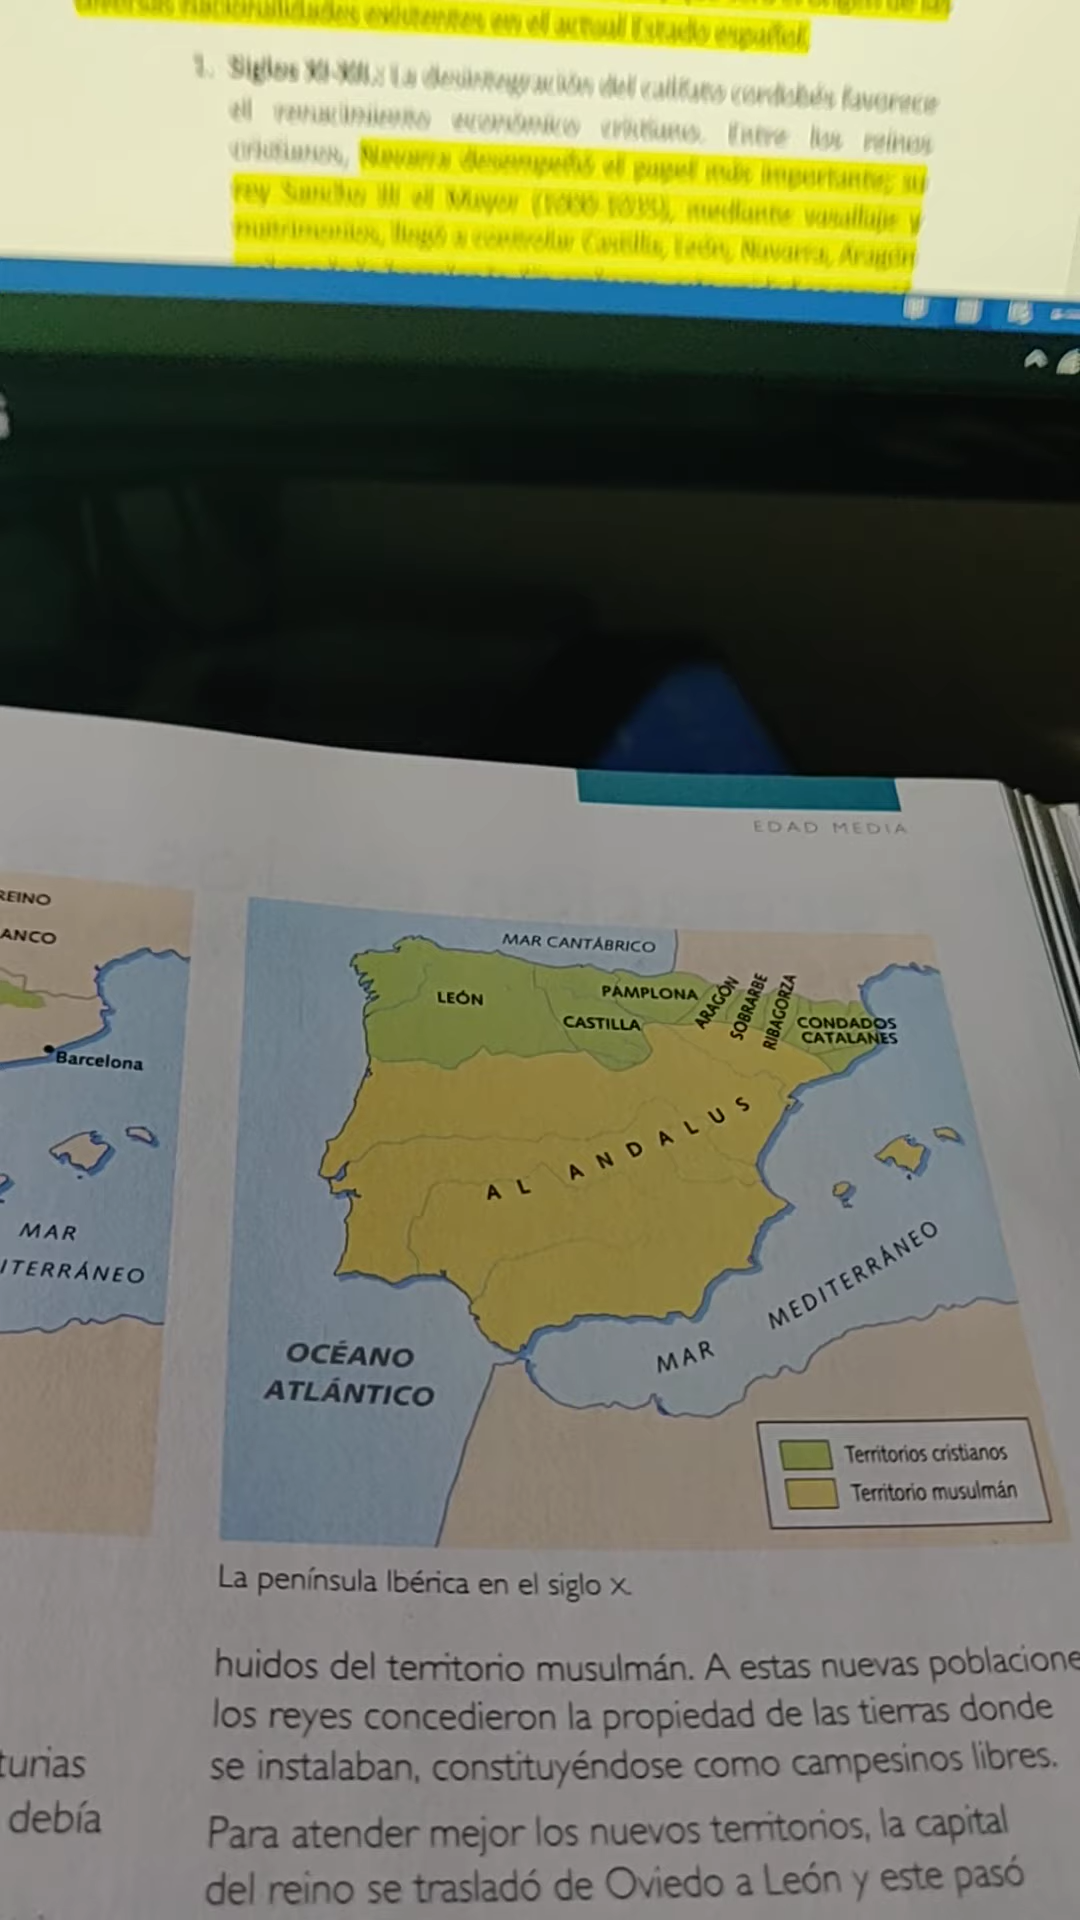 diversas nacionalidades existentes en el actual Estado español.
1. Siglos XI-XII.: La desintegración del califato cordobés favorece
el renacimiento económico cristiano. Entre los reinos
cristianos, Navarra desempeñó el papel más importante; su
rey Sancho III el Mayor (1000-1035), mediante vasallaje y
matrimonios, llegó a controlar Castilla, León, Navarra, Aragón
EDAD MEDIA
REINO
ANCO
Barcelona
MAR
ITERRÁNEO
MAR CANTÁBRICO
LEÓN
PAMPLONA
CASTILLA
ARAGÓN
SOBRARBE
RIBAGORZA
CONDADOS
CATALANES
AL ANDALUS
OCÉANO
ATLÁNTICO
MAR MEDITERRÁNEO
Territorios cristianos
Territorio musulmán
La península Ibérica en el siglo X.
turias
debía
huidos del territorio musulmán. A estas nuevas poblacione
los reyes concedieron la propiedad de las tierras donde
se instalaban, constituyéndose como campesinos libres.
Para atender mejor los nuevos territorios, la capital
del reino se trasladó de Oviedo a León y este pasó